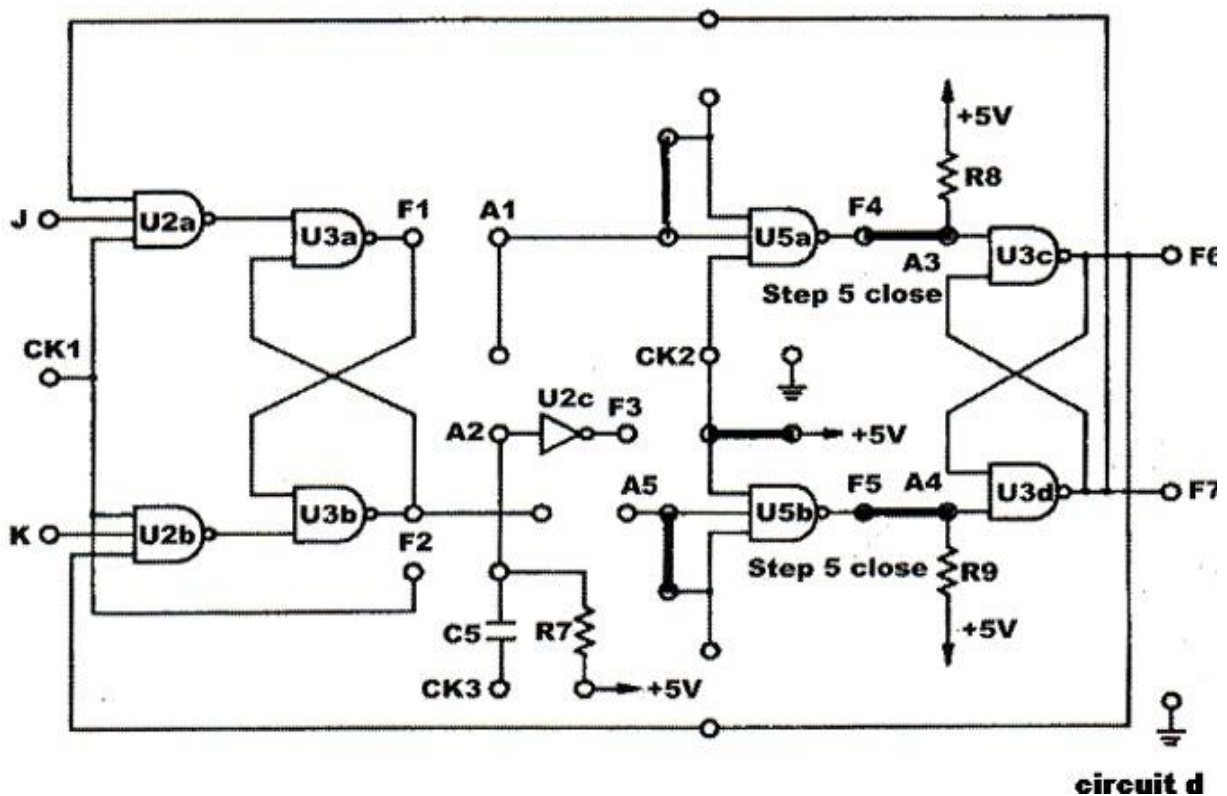 +5V
R8
J
U2a
U3a
F1
A1
U5a
F4
A3
U3c
F6
Step 5 close
CK1
CK2
U2c
F3
A2
+5V
A5
F5
A4
U3d
F7
K
U2b
U3b
U5b
F2
Step 5 close
R9
C5
R7
+5V
CK3
+5V
circuit d